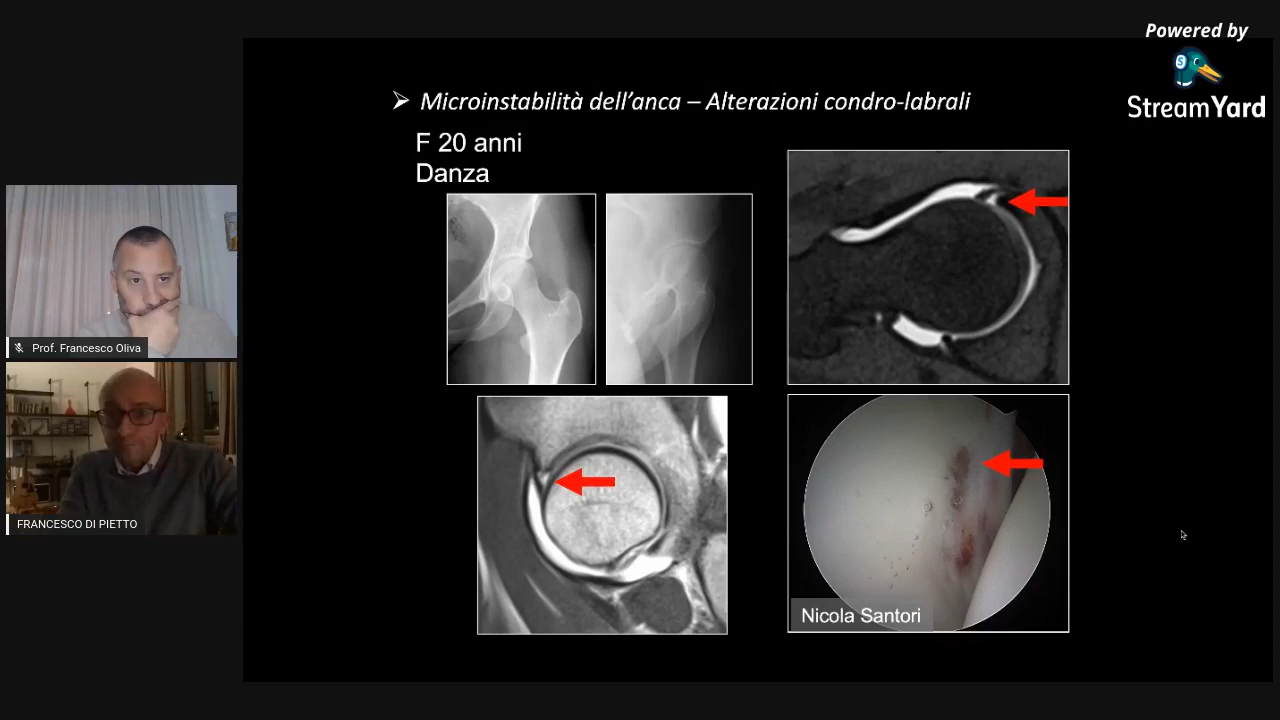 Powered by
StreamYard
➢ Microinstabilità dell'anca – Alterazioni condro-labrali
F 20 anni
Danza
Prof. Francesco Oliva
FRANCESCO DI PIETTO
Nicola Santori